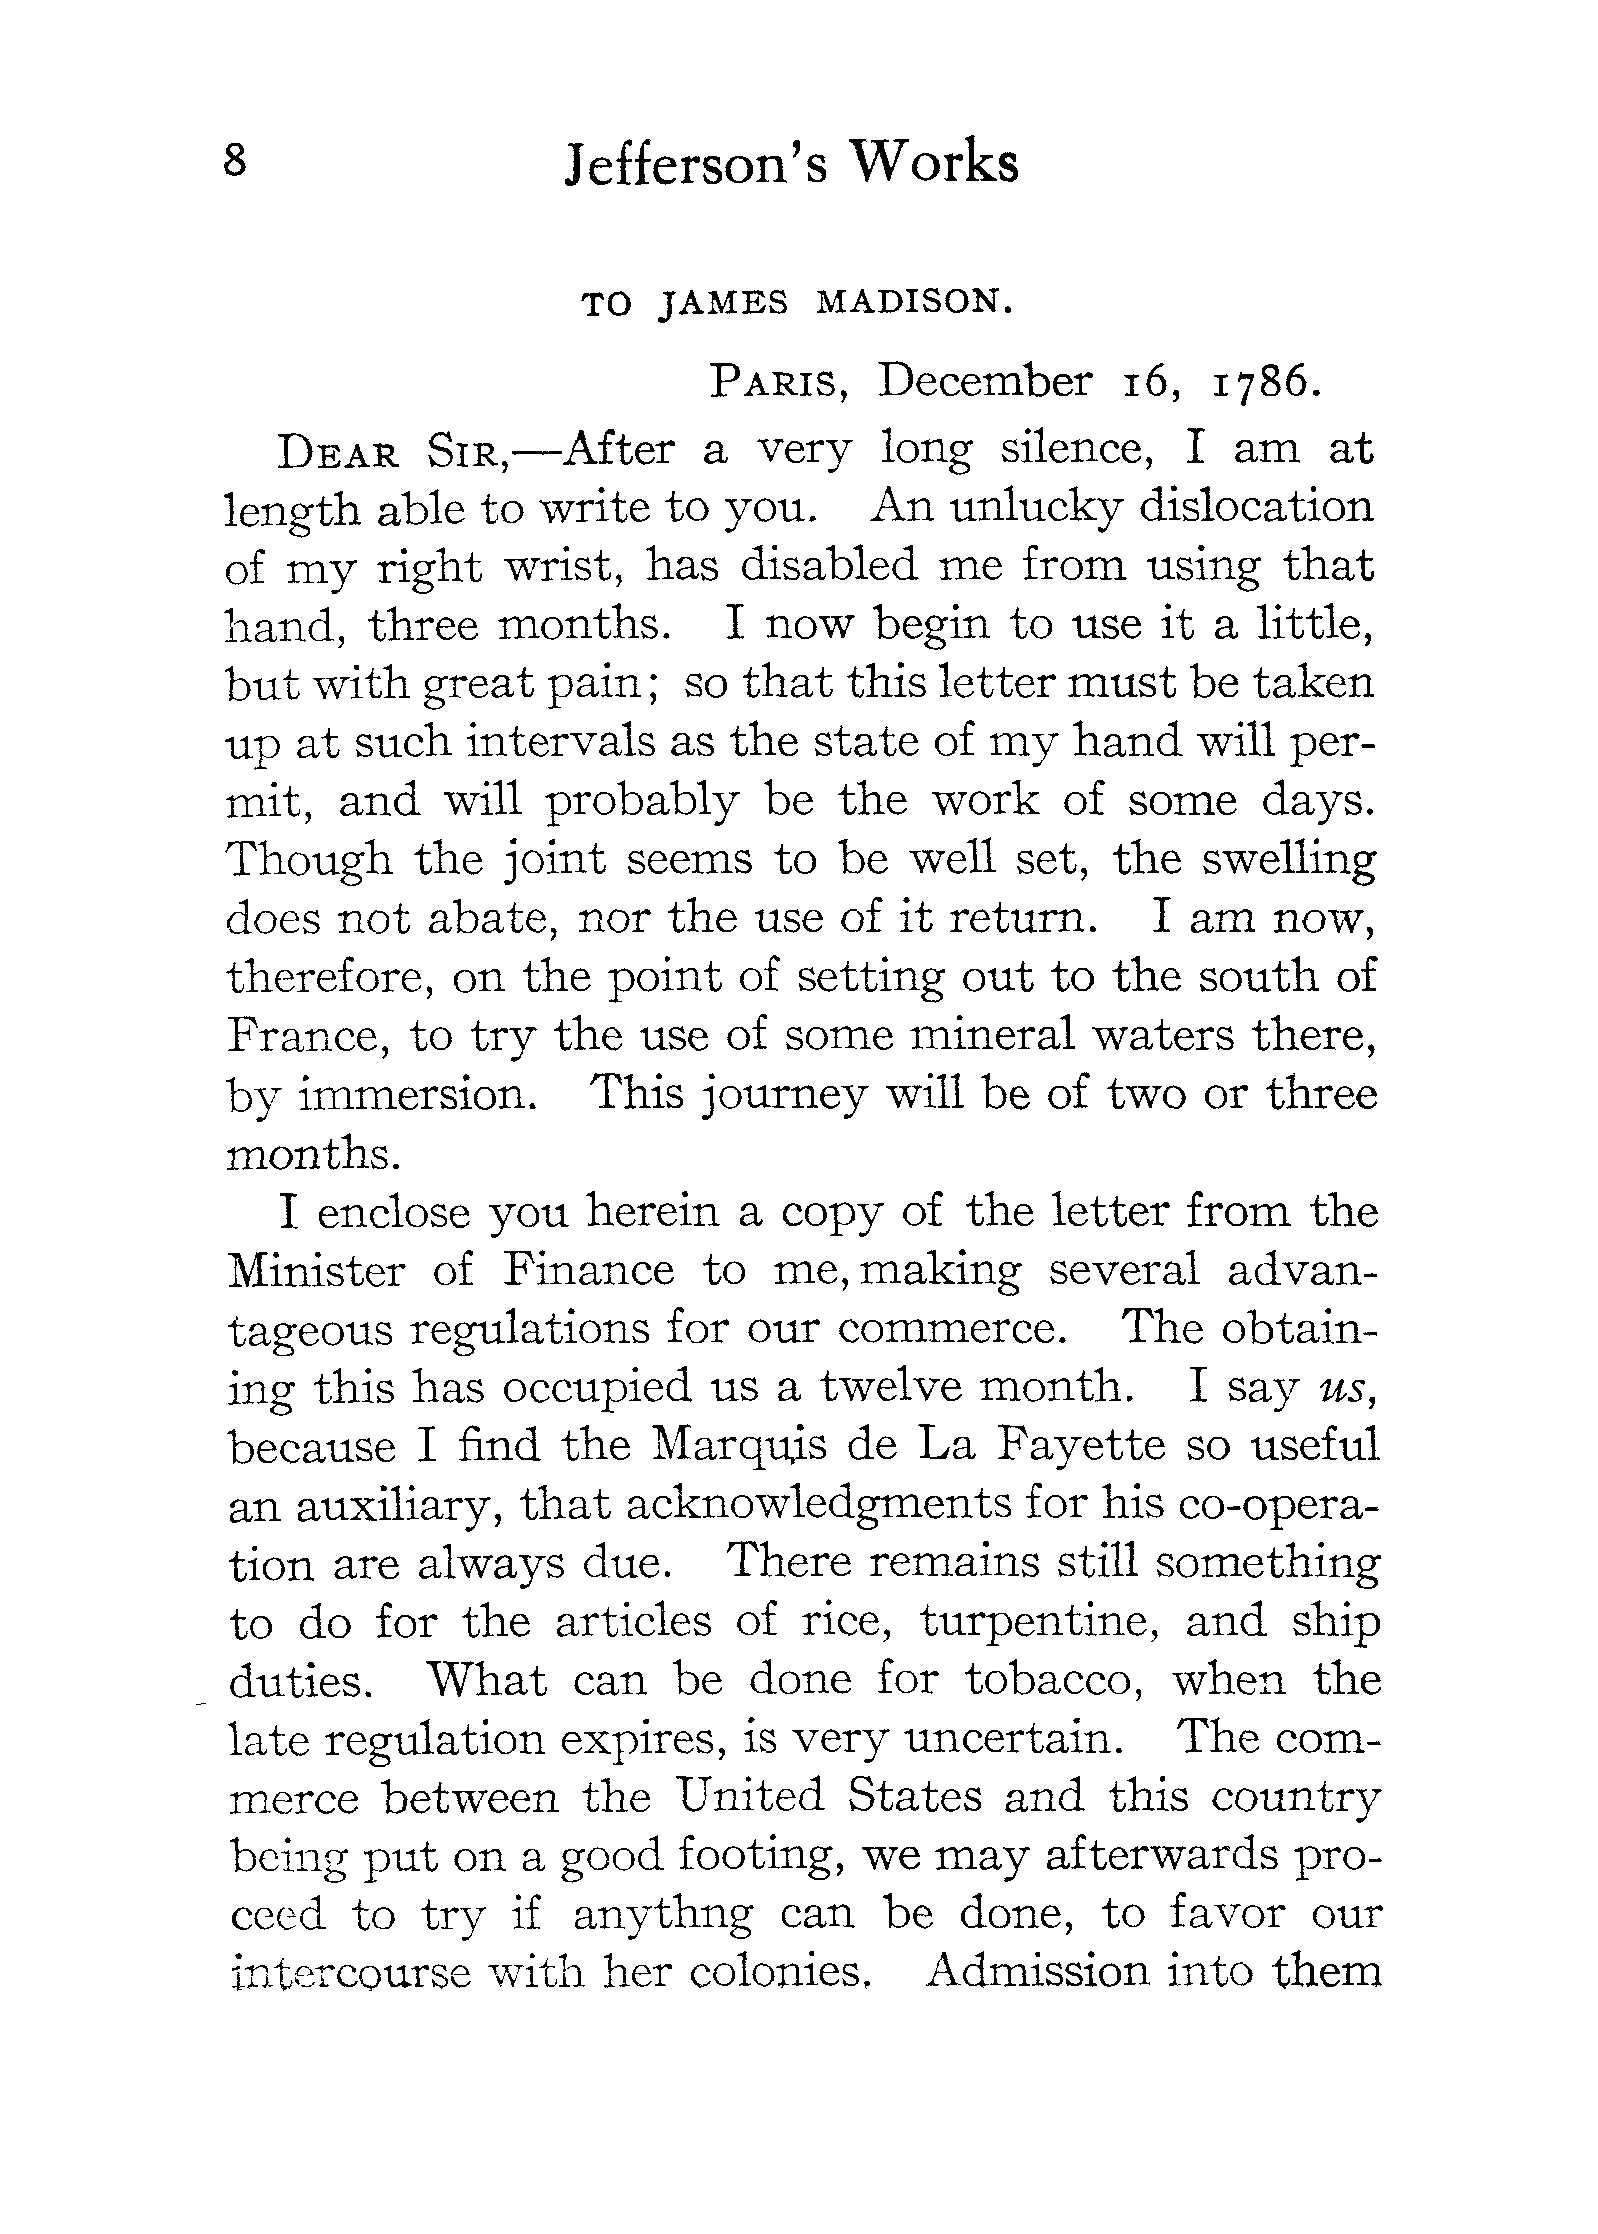 8 Jefferson's Works
TO JAMES MADISON.
PARIS, December 16, 1786.
DEAR SIR,—After a very long silence, I am at
length able to write to you. An unlucky dislocation
of my right wrist, has disabled me from using that
hand, three months. I now begin to use it a little,
but with great pain; so that this letter must be taken
up at such intervals as the state of my hand will per-
mit, and will probably be the work of some days.
Though the joint seems to be well set, the swelling
does not abate, nor the use of it return. I am now,
therefore, on the point of setting out to the south of
France, to try the use of some mineral waters there,
by immersion. This journey will be of two or three
months.
I enclose you herein a copy of the letter from the
Minister of Finance to me, making several advan-
tageous regulations for our commerce. The obtain-
ing this has occupied us a twelve month. I say us,
because I find the Marquis de La Fayette so useful
an auxiliary, that acknowledgments for his co-opera-
tion are always due. There remains still something
to do for the articles of rice, turpentine, and ship
duties. What can be done for tobacco, when the
late regulation expires, is very uncertain. The com-
merce between the United States and this country
being put on a good footing, we may afterwards pro-
ceed to try if anythng can be done, to favor our
intercourse with her colonies. Admission into them